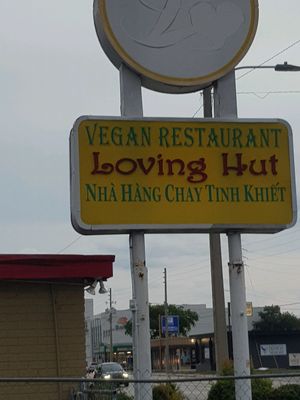 VEGAN RESTAURANT
Loving Hut
NHÀ HÀNG CHAY TINH KHIẾT